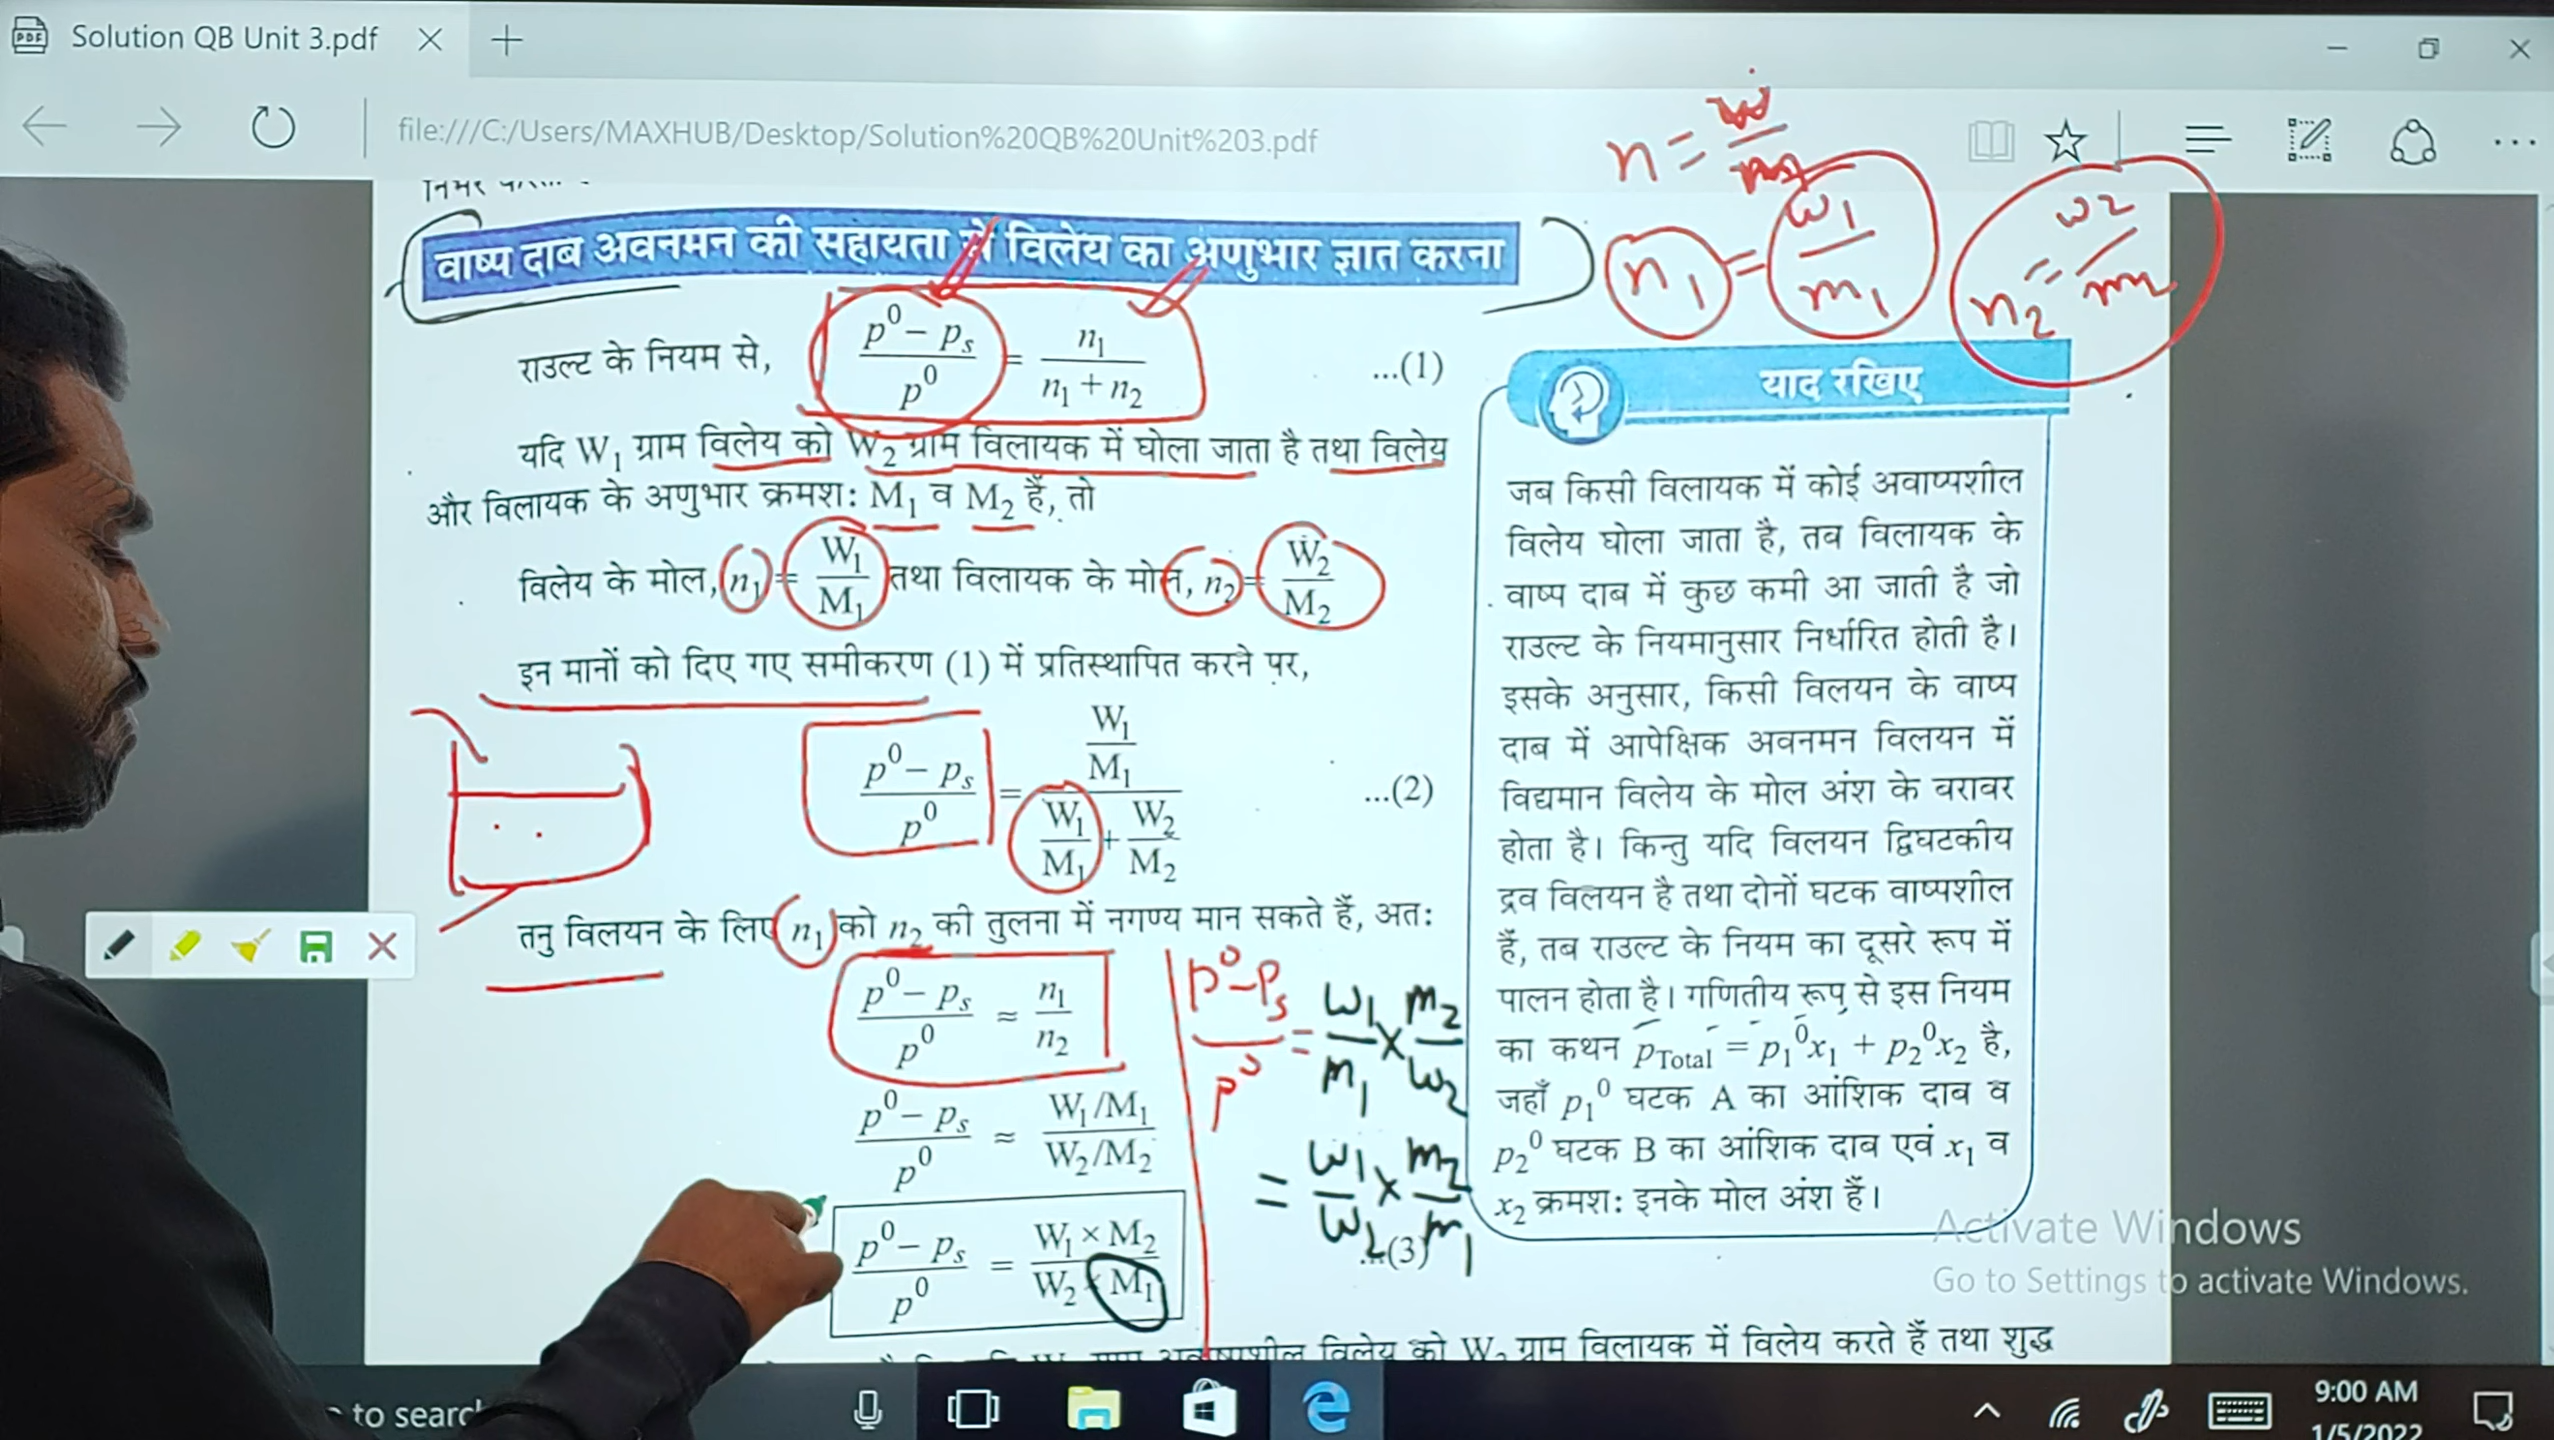 Solution QB Unit 3.pdf
file:///C:/Users/MAXHUB/Desktop/Solution%20QB%20Unit%203.pdf
n = w/m
n₁ = w₁/m₁
n₂ = w₂/m₂
वाष्प दाब अवनमन की सहायता से विलेय का अणुभार ज्ञात करना
राउल्ट के नियम से, (p⁰ – pₛ)/p⁰ = n₁/(n₁ + n₂) ...(1)
यदि W₁ ग्राम विलेय को W₂ ग्राम विलायक में घोला जाता है तथा विलेय
और विलायक के अणुभार क्रमश: M₁ व M₂ हैं, तो
विलेय के मोल, n₁ = W₁/M₁ तथा विलायक के मोल, n₂ = W₂/M₂
इन मानों को दिए गए समीकरण (1) में प्रतिस्थापित करने पर,
(p⁰ – pₛ)/p⁰ = (W₁/M₁)/(W₁/M₁ + W₂/M₂) ...(2)
तनु विलयन के लिए n₁ को n₂ की तुलना में नगण्य मान सकते हैं, अत:
(p⁰ – pₛ)/p⁰ ≈ n₁/n₂
(p⁰ – pₛ)/p⁰ ≈ (W₁/M₁)/(W₂/M₂)
(p⁰ – pₛ)/p⁰ = (W₁ × M₂)/(W₂ × M₁) ...(3)
(p⁰ – pₛ)/p⁰ = w₁/m₁ × m₂/w₂
= w₁/w₂ × m₂/m₁
ग्राम अवाष्पशील विलेय को W₂ ग्राम विलायक में विलेय करते हैं तथा शुद्ध
याद रखिए
जब किसी विलायक में कोई अवाष्पशील
विलेय घोला जाता है, तब विलायक के
वाष्प दाब में कुछ कमी आ जाती है जो
राउल्ट के नियमानुसार निर्धारित होती है।
इसके अनुसार, किसी विलयन के वाष्प
दाब में आपेक्षिक अवनमन विलयन में
विद्यमान विलेय के मोल अंश के बराबर
होता है। किन्तु यदि विलयन द्विघटकीय
द्रव विलयन है तथा दोनों घटक वाष्पशील
हैं, तब राउल्ट के नियम का दूसरे रूप में
पालन होता है। गणितीय रूप से इस नियम
का कथन p_Total = p₁⁰x₁ + p₂⁰x₂ है,
जहाँ p₁⁰ घटक A का आंशिक दाब व
p₂⁰ घटक B का आंशिक दाब एवं x₁ व
x₂ क्रमश: इनके मोल अंश हैं।
Activate Windows
Go to Settings to activate Windows.
to search
9:00 AM
1/5/2022